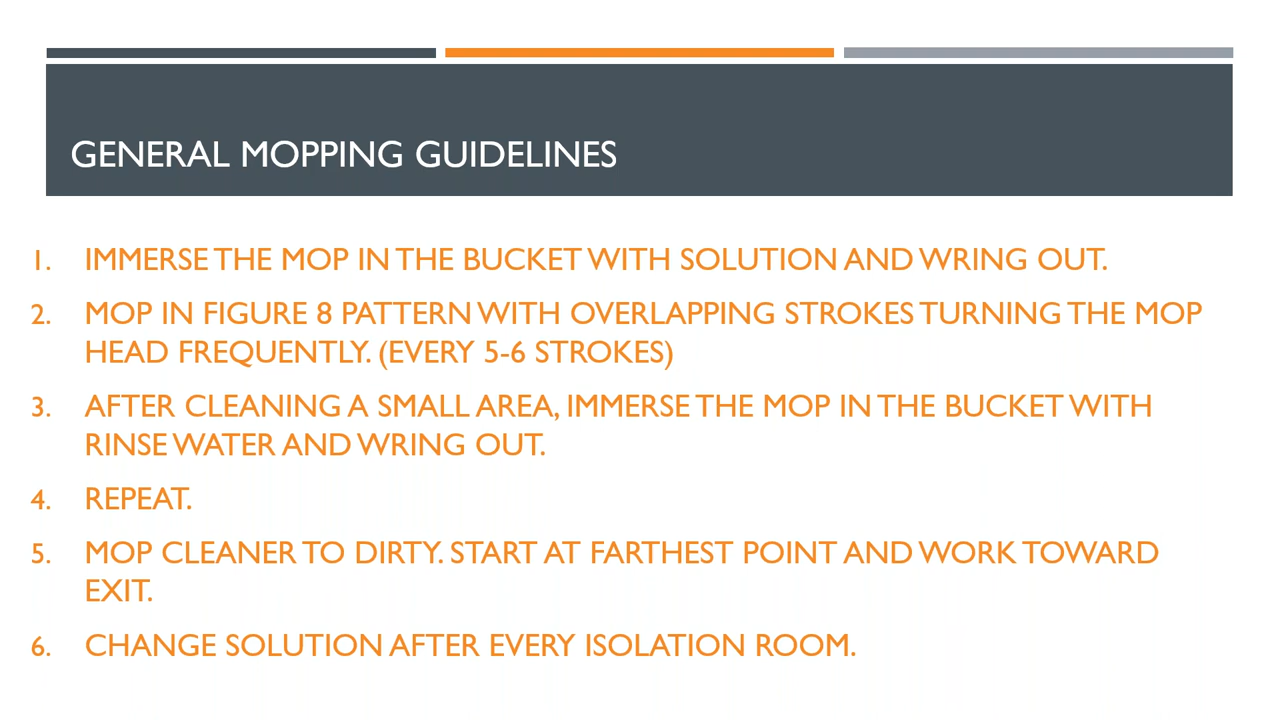 GENERAL MOPPING GUIDELINES
1. IMMERSE THE MOP IN THE BUCKET WITH SOLUTION AND WRING OUT.
2. MOP IN FIGURE 8 PATTERN WITH OVERLAPPING STROKES TURNING THE MOP
HEAD FREQUENTLY. (EVERY 5-6 STROKES)
3. AFTER CLEANING A SMALL AREA, IMMERSE THE MOP IN THE BUCKET WITH
RINSE WATER AND WRING OUT.
4. REPEAT.
5. MOP CLEANER TO DIRTY. START AT FARTHEST POINT AND WORK TOWARD
EXIT.
6. CHANGE SOLUTION AFTER EVERY ISOLATION ROOM.